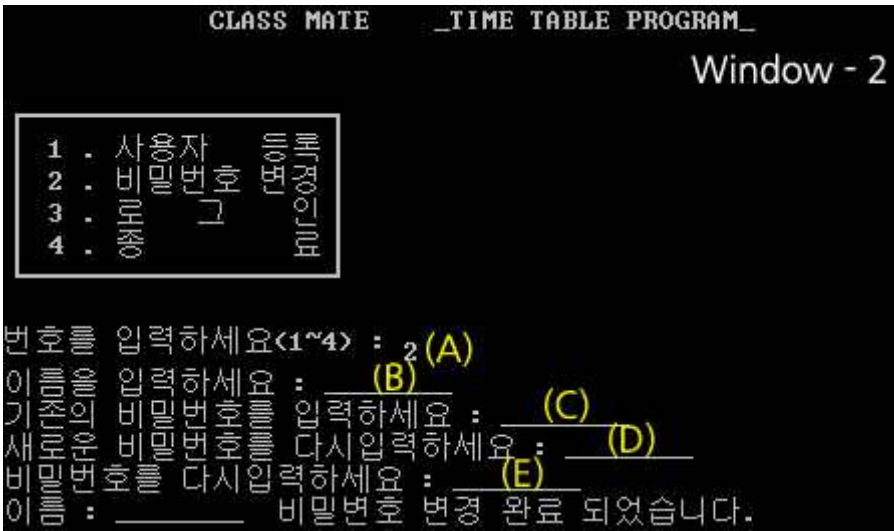 CLASS MATE _TIME TABLE PROGRAM_
Window - 2
1 . 사용자 등록
2 . 비밀번호 변경
3 . 로 그 인
4 . 종 료
번호를 입력하세요(1~4) : 2 (A)
이름을 입력하세요 : (B)
기존의 비밀번호를 입력하세요 : (C)
새로운 비밀번호를 다시입력하세요 : (D)
비밀번호를 다시입력하세요 : (E)
이름 : ________ 비밀변호 변경 완료 되었습니다.